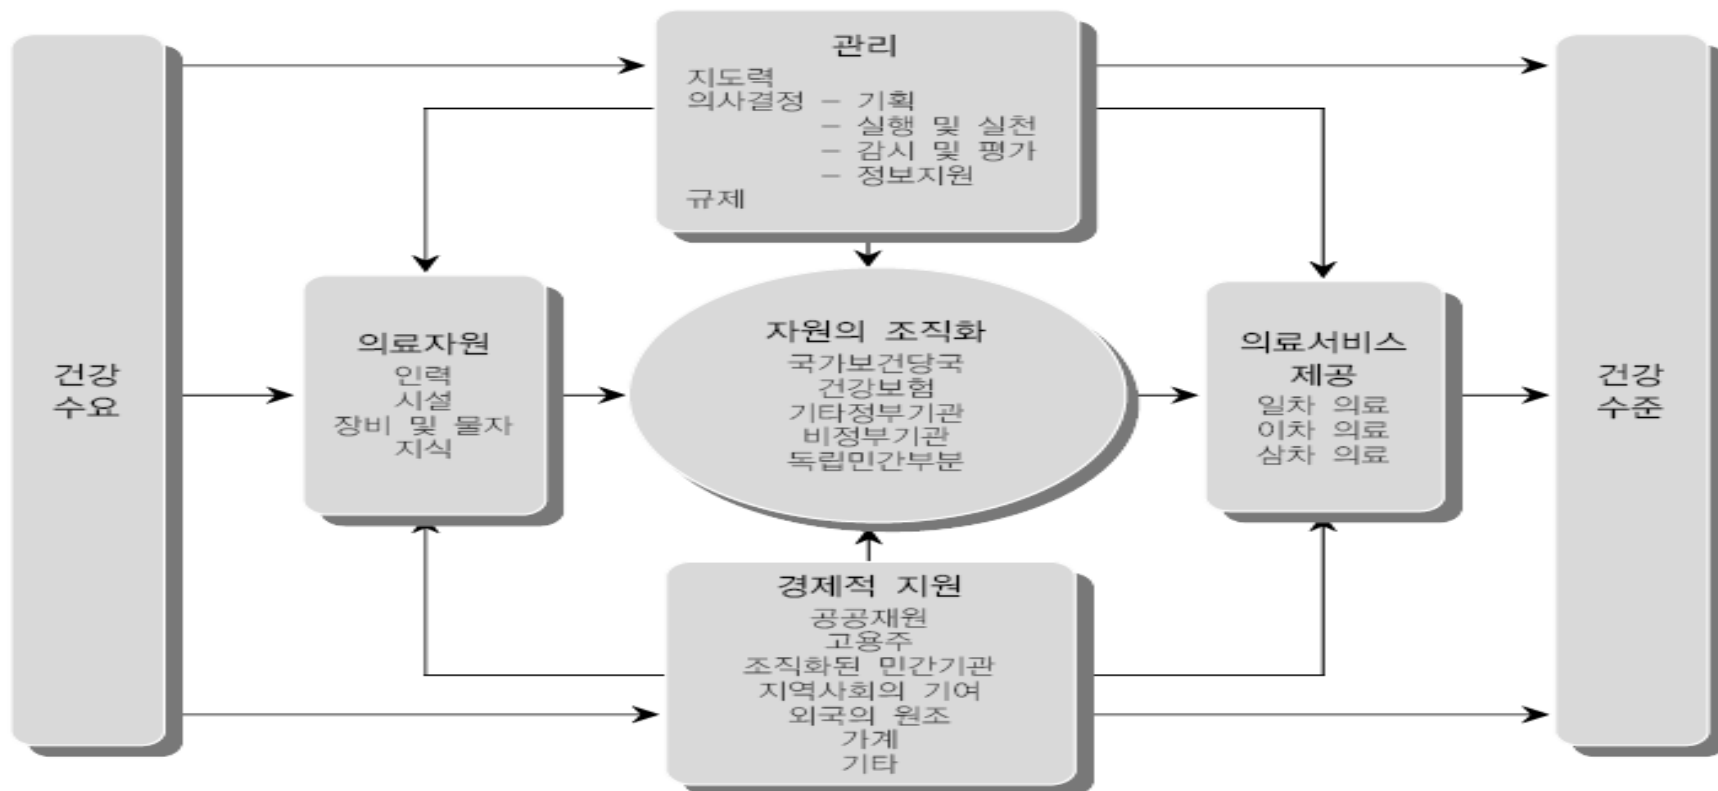 건강
수요
관리
지도력
의사결정 – 기획
– 실행 및 실천
– 감시 및 평가
– 정보지원
규제
의료자원
인력
시설
장비 및 물자
지식
자원의 조직화
국가보건당국
건강보험
기타정부기관
비정부기관
독립민간부분
의료서비스
제공
일차 의료
이차 의료
삼차 의료
경제적 지원
공공재원
고용주
조직화된 민간기관
지역사회의 기여
외국의 원조
가계
기타
건강
수준